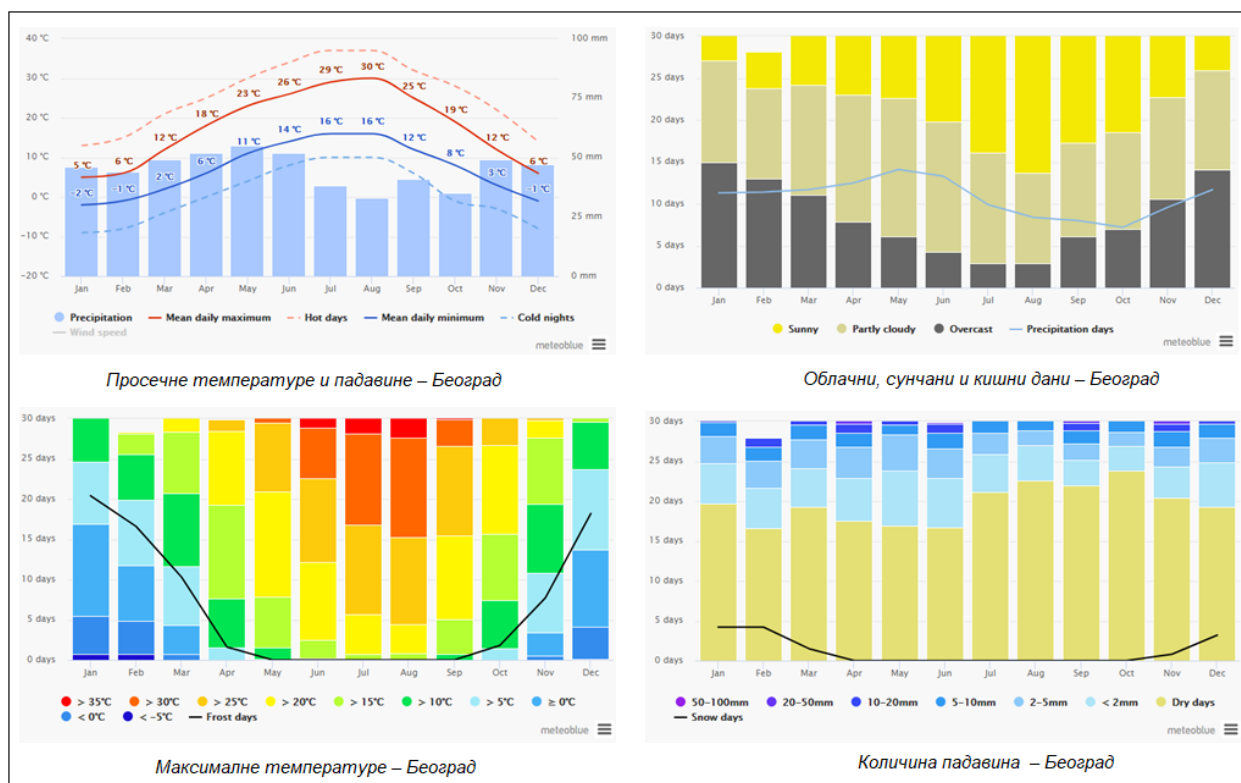 40 °C
100 mm
30 °C
75 mm
20 °C
10 °C
50 mm
0 °C
25 mm
-10 °C
-20 °C
0 mm
5 °C
6 °C
12 °C
18 °C
23 °C
26 °C
29 °C
30 °C
25 °C
19 °C
12 °C
6 °C
-2 °C
-1 °C
2 °C
6 °C
11 °C
14 °C
16 °C
16 °C
12 °C
8 °C
3 °C
-1 °C
Jan Feb Mar Apr May Jun Jul Aug Sep Oct Nov Dec
Precipitation Mean daily maximum Hot days Mean daily minimum Cold nights
Wind speed
meteoblue
Просечне температуре и падавине – Београд
30 days
25 days
20 days
15 days
10 days
5 days
0 days
Jan Feb Mar Apr May Jun Jul Aug Sep Oct Nov Dec
Sunny Partly cloudy Overcast Precipitation days
meteoblue
Облачни, сунчани и кишни дани – Београд
30 days
25 days
20 days
15 days
10 days
5 days
0 days
Jan Feb Mar Apr May Jun Jul Aug Sep Oct Nov Dec
> 35°C > 30°C > 25°C > 20°C > 15°C > 10°C > 5°C ≥ 0°C
< 0°C < -5°C Frost days
meteoblue
Максималне температуре – Београд
30 days
25 days
20 days
15 days
10 days
5 days
0 days
Jan Feb Mar Apr May Jun Jul Aug Sep Oct Nov Dec
50-100mm 20-50mm 10-20mm 5-10mm 2-5mm < 2mm Dry days
Snow days
meteoblue
Количина падавина – Београд